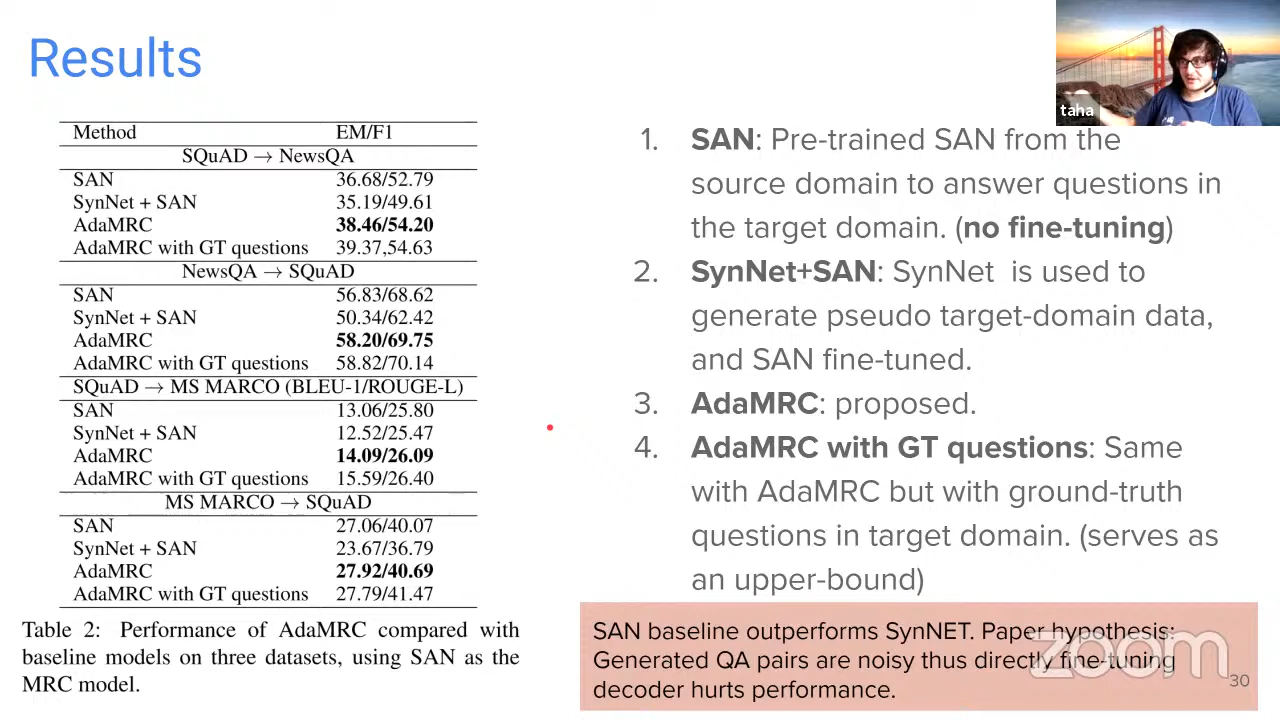 Results
taha
Method EM/F1
SQuAD → NewsQA
SAN 36.68/52.79
SynNet + SAN 35.19/49.61
AdaMRC 38.46/54.20
AdaMRC with GT questions 39.37,54.63
NewsQA → SQuAD
SAN 56.83/68.62
SynNet + SAN 50.34/62.42
AdaMRC 58.20/69.75
AdaMRC with GT questions 58.82/70.14
SQuAD → MS MARCO (BLEU-1/ROUGE-L)
SAN 13.06/25.80
SynNet + SAN 12.52/25.47
AdaMRC 14.09/26.09
AdaMRC with GT questions 15.59/26.40
MS MARCO → SQuAD
SAN 27.06/40.07
SynNet + SAN 23.67/36.79
AdaMRC 27.92/40.69
AdaMRC with GT questions 27.79/41.47
Table 2: Performance of AdaMRC compared with
baseline models on three datasets, using SAN as the
MRC model.
1. SAN: Pre-trained SAN from the
source domain to answer questions in
the target domain. (no fine-tuning)
2. SynNet+SAN: SynNet is used to
generate pseudo target-domain data,
and SAN fine-tuned.
3. AdaMRC: proposed.
4. AdaMRC with GT questions: Same
with AdaMRC but with ground-truth
questions in target domain. (serves as
an upper-bound)
SAN baseline outperforms SynNET. Paper hypothesis:
Generated QA pairs are noisy thus directly fine-tuning
decoder hurts performance.
zoom
30